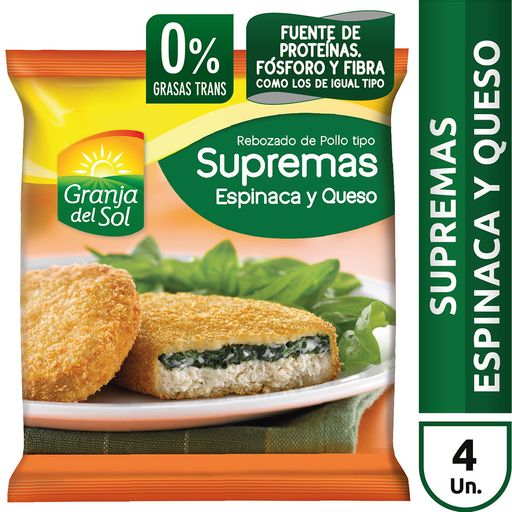 0%
GRASAS TRANS
FUENTE DE
PROTEÍNAS,
FÓSFORO Y FIBRA
COMO LOS DE IGUAL TIPO
Rebozado de Pollo tipo
Supremas
Espinaca y Queso
Granja
del Sol
SUPREMAS
ESPINACA Y QUESO
4
Un.